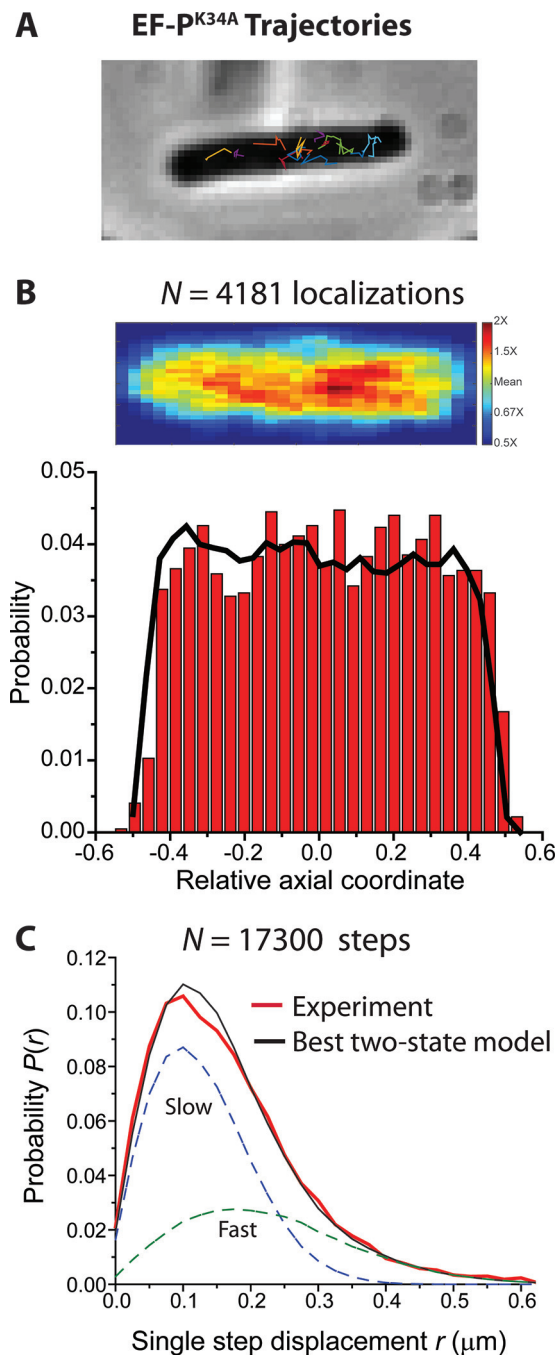 A
EF-P^K34A Trajectories
B
N = 4181 localizations
2X
1.5X
Mean
0.67X
0.5X
0.05
0.04
0.03
0.02
0.01
0.00
Probability
-0.6 -0.4 -0.2 0.0 0.2 0.4 0.6
Relative axial coordinate
C
N = 17300 steps
0.12
0.10
0.08
0.06
0.04
0.02
0.00
Probability P(r)
Experiment
Best two-state model
Slow
Fast
0.0 0.1 0.2 0.3 0.4 0.5 0.6
Single step displacement r (μm)